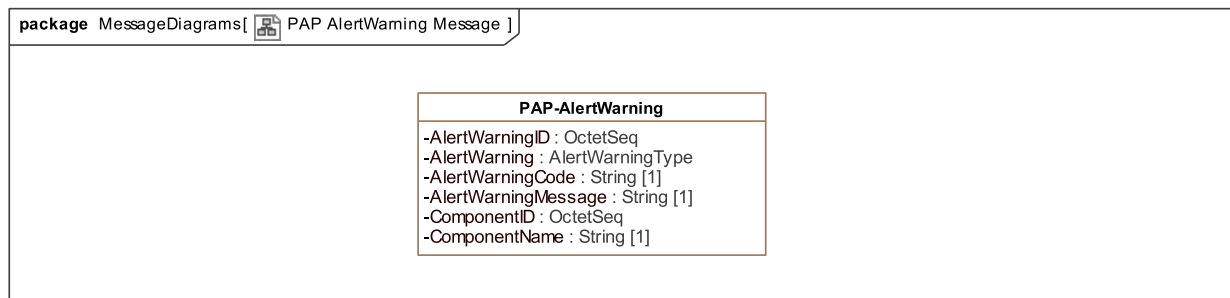 package MessageDiagrams[ PAP AlertWarning Message ]
PAP-AlertWarning
-AlertWarningID : OctetSeq
-AlertWarning : AlertWarningType
-AlertWarningCode : String [1]
-AlertWarningMessage : String [1]
-ComponentID : OctetSeq
-ComponentName : String [1]